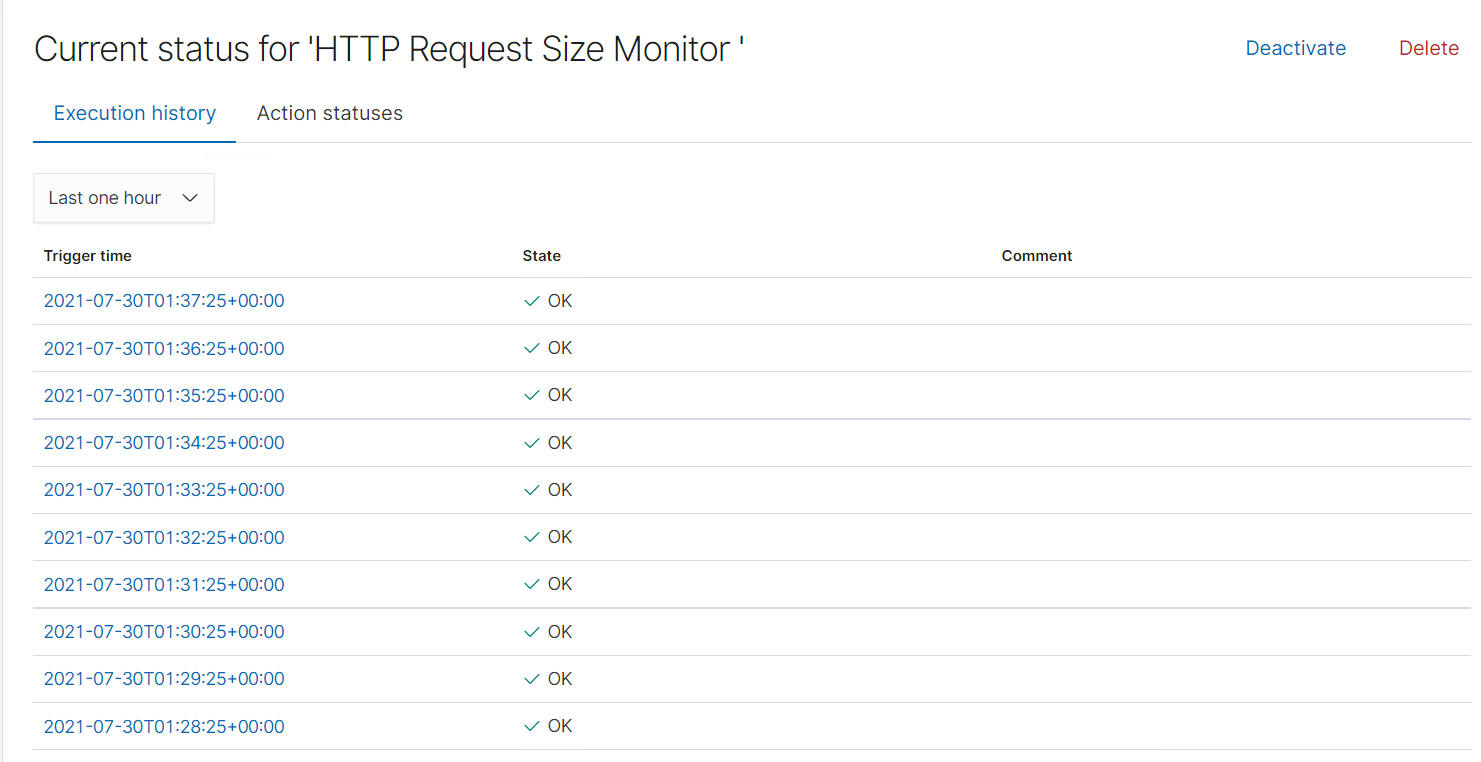 Current status for 'HTTP Request Size Monitor '
Deactivate
Delete
Execution history
Action statuses
Last one hour
Trigger time State Comment
2021-07-30T01:37:25+00:00 OK
2021-07-30T01:36:25+00:00 OK
2021-07-30T01:35:25+00:00 OK
2021-07-30T01:34:25+00:00 OK
2021-07-30T01:33:25+00:00 OK
2021-07-30T01:32:25+00:00 OK
2021-07-30T01:31:25+00:00 OK
2021-07-30T01:30:25+00:00 OK
2021-07-30T01:29:25+00:00 OK
2021-07-30T01:28:25+00:00 OK